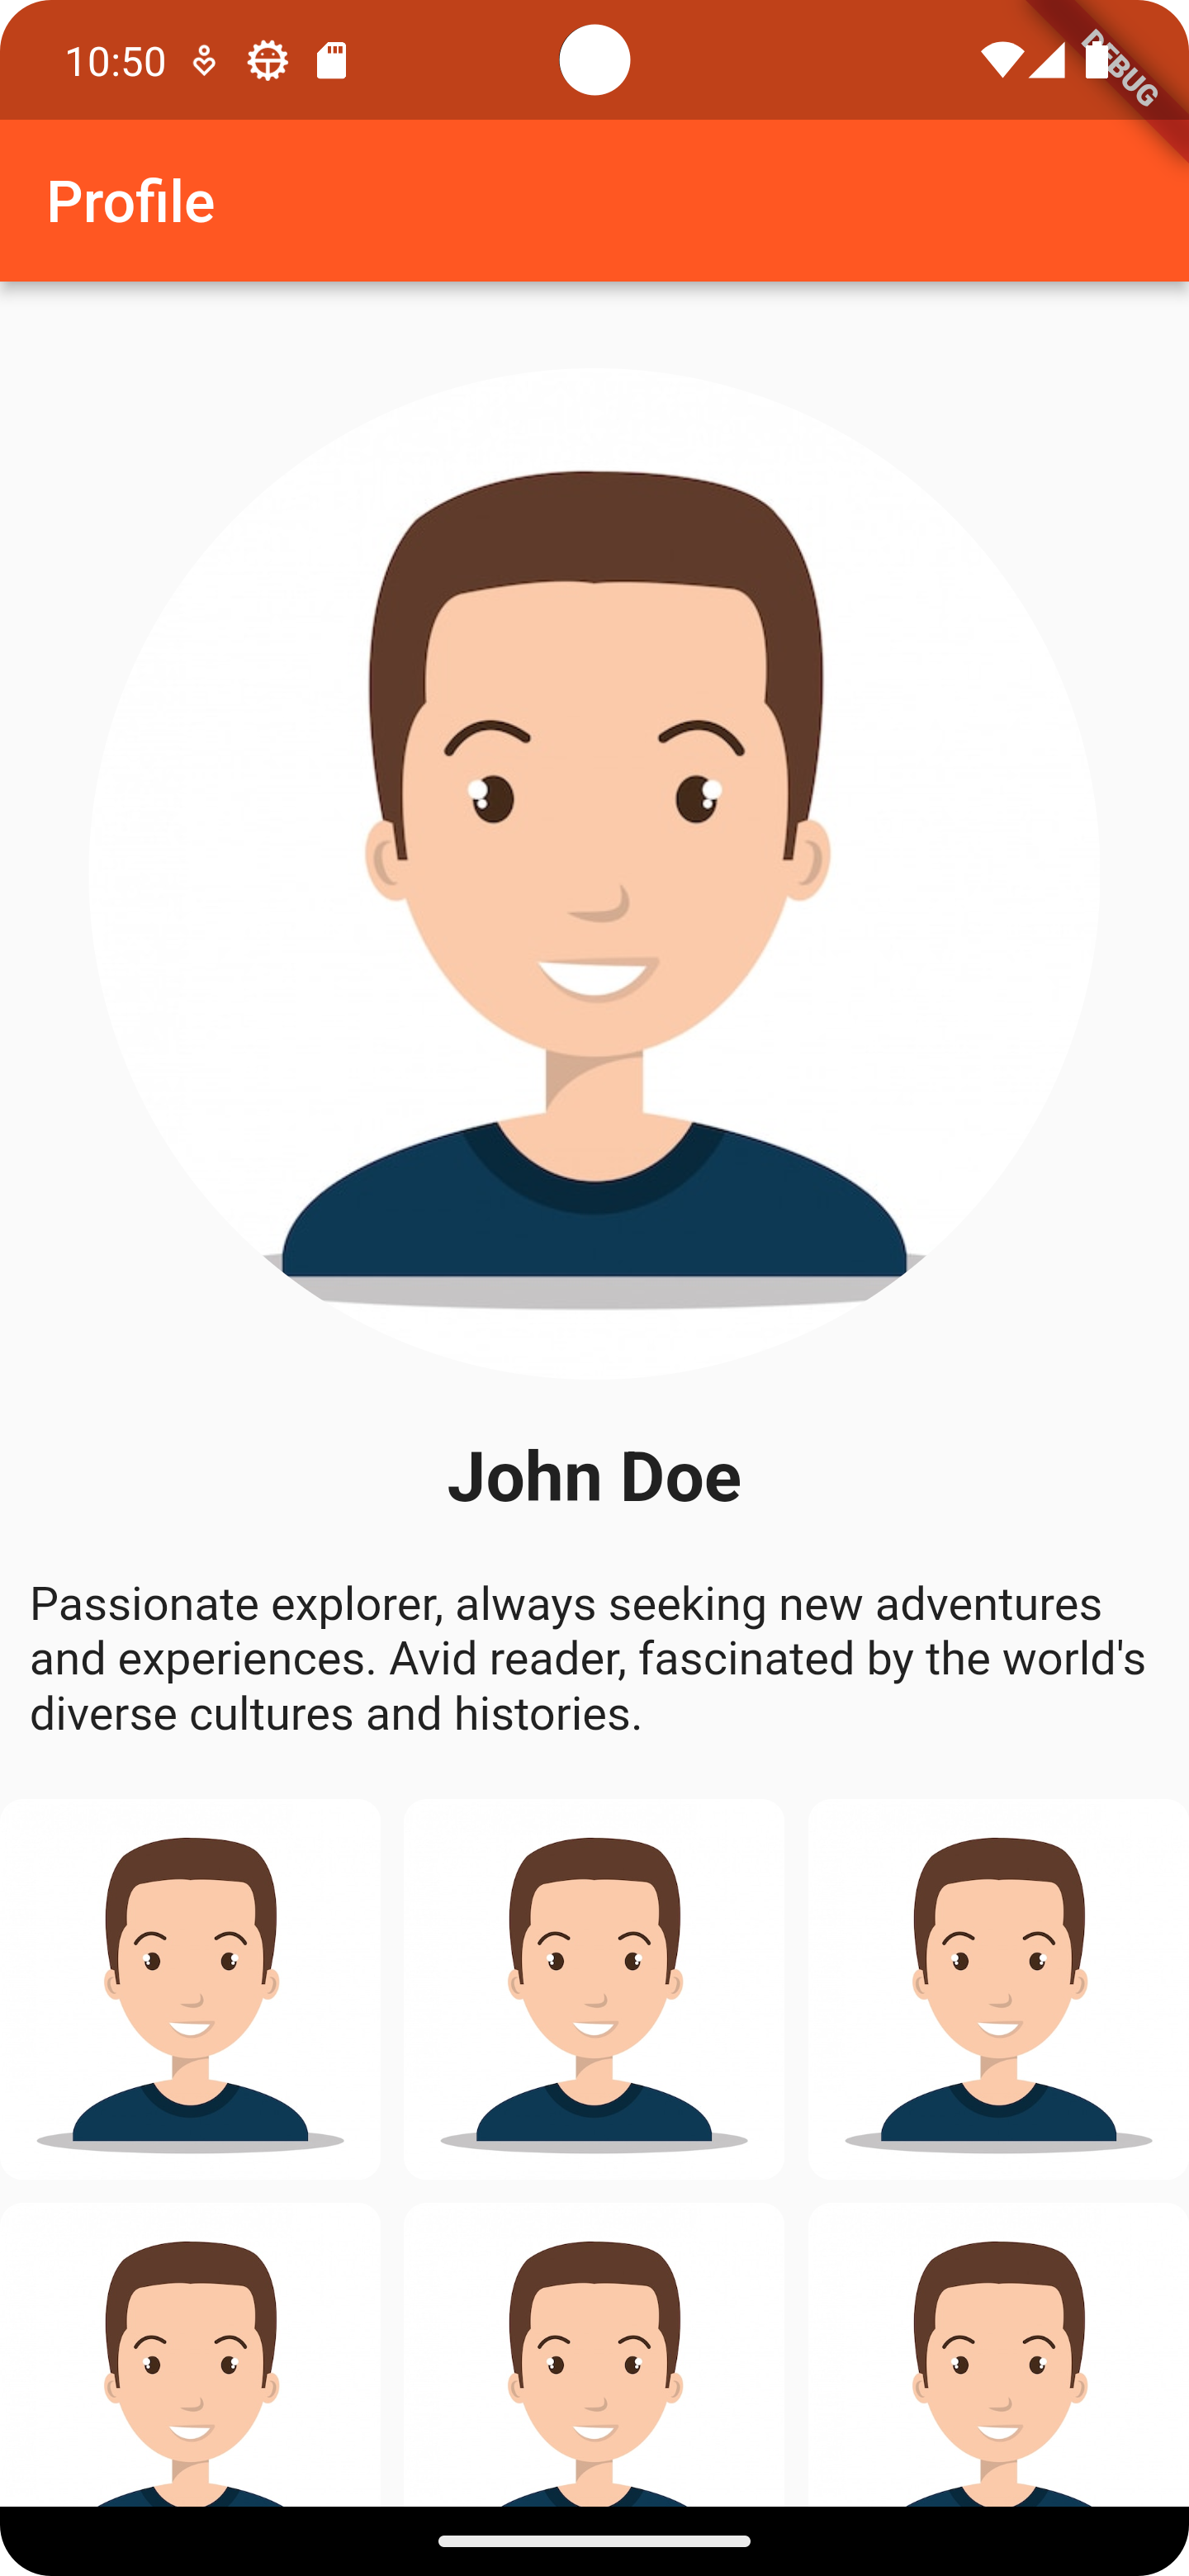 10:50
DEBUG
Profile
John Doe
Passionate explorer, always seeking new adventures
and experiences. Avid reader, fascinated by the world's
diverse cultures and histories.